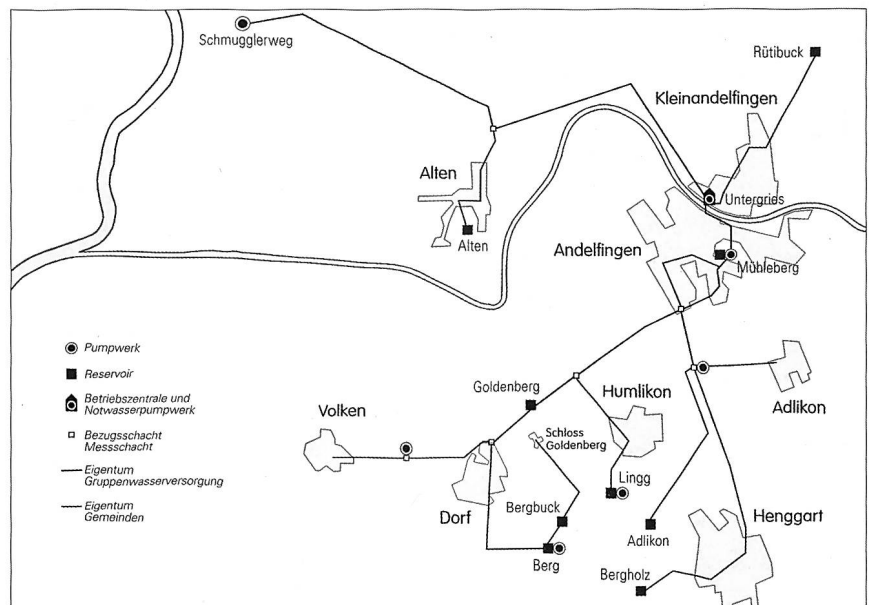 Schmugglerweg
Rütibuck
Kleinandelfingen
Alten
Untergries
Alten
Andelfingen
Mühleberg
Pumpwerk
Reservoir
Betriebszentrale und
Notwasserpumpwerk
Bezugsschacht
Messschacht
Eigentum
Gruppenwasserversorgung
Eigentum
Gemeinden
Goldenberg
Humlikon
Adlikon
Volken
Schloss
Goldenberg
Lingg
Dorf
Bergbuck
Henggart
Adlikon
Berg
Bergholz